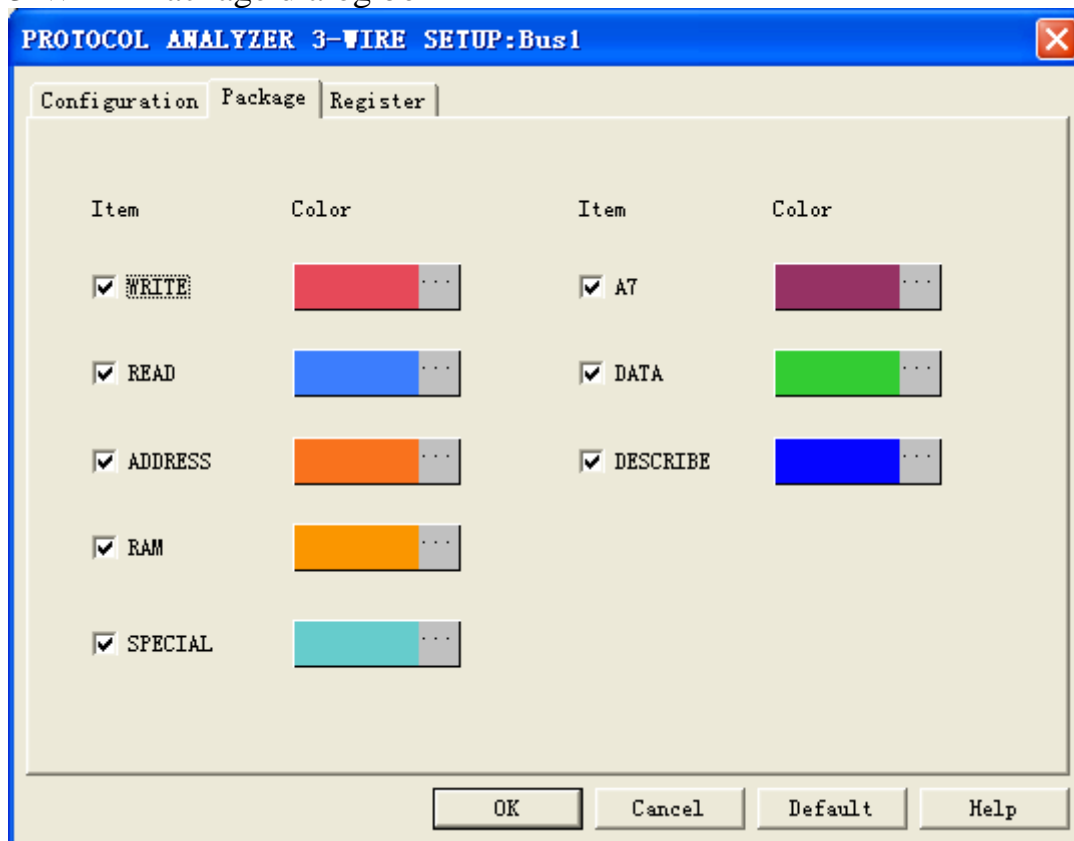 PROTOCOL ANALYZER 3-WIRE SETUP:Bus1
Configuration Package Register
Item Color Item Color
WRITE ... A7 ...
READ ... DATA ...
ADDRESS ... DESCRIBE ...
RAM ...
SPECIAL ...
OK Cancel Default Help